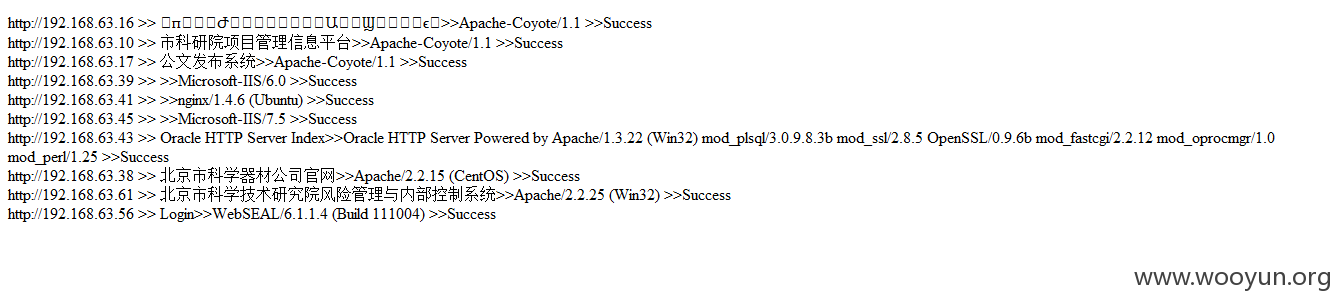 http://192.168.63.16 >> >>Apache-Coyote/1.1 >>Success
http://192.168.63.10 >> 市科研院项目管理信息平台>>Apache-Coyote/1.1 >>Success
http://192.168.63.17 >> 公文发布系统>>Apache-Coyote/1.1 >>Success
http://192.168.63.39 >> >>Microsoft-IIS/6.0 >>Success
http://192.168.63.41 >> >>nginx/1.4.6 (Ubuntu) >>Success
http://192.168.63.45 >> >>Microsoft-IIS/7.5 >>Success
http://192.168.63.43 >> Oracle HTTP Server Index>>Oracle HTTP Server Powered by Apache/1.3.22 (Win32) mod_plsql/3.0.9.8.3b mod_ssl/2.8.5 OpenSSL/0.9.6b mod_fastcgi/2.2.12 mod_oprocmgr/1.0
mod_perl/1.25 >>Success
http://192.168.63.38 >> 北京市科学器材公司官网>>Apache/2.2.15 (CentOS) >>Success
http://192.168.63.61 >> 北京市科学技术研究院风险管理与内部控制系统>>Apache/2.2.25 (Win32) >>Success
http://192.168.63.56 >> Login>>WebSEAL/6.1.1.4 (Build 111004) >>Success
www.wooyun.org